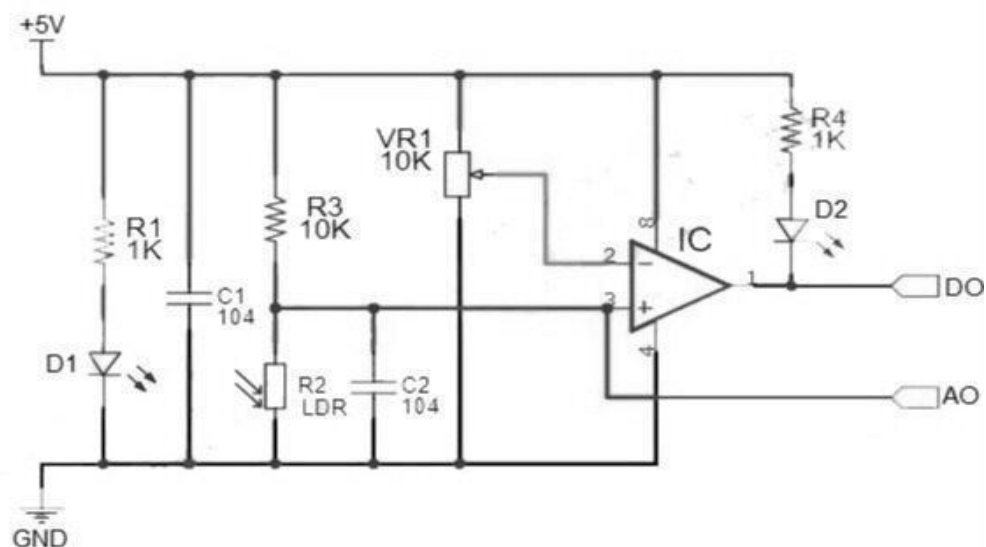 +5V
R1
1K
C1
104
D1
R3
10K
R2
LDR
C2
104
VR1
10K
8
IC
2
−
3
+
4
1
R4
1K
D2
DO
AO
GND